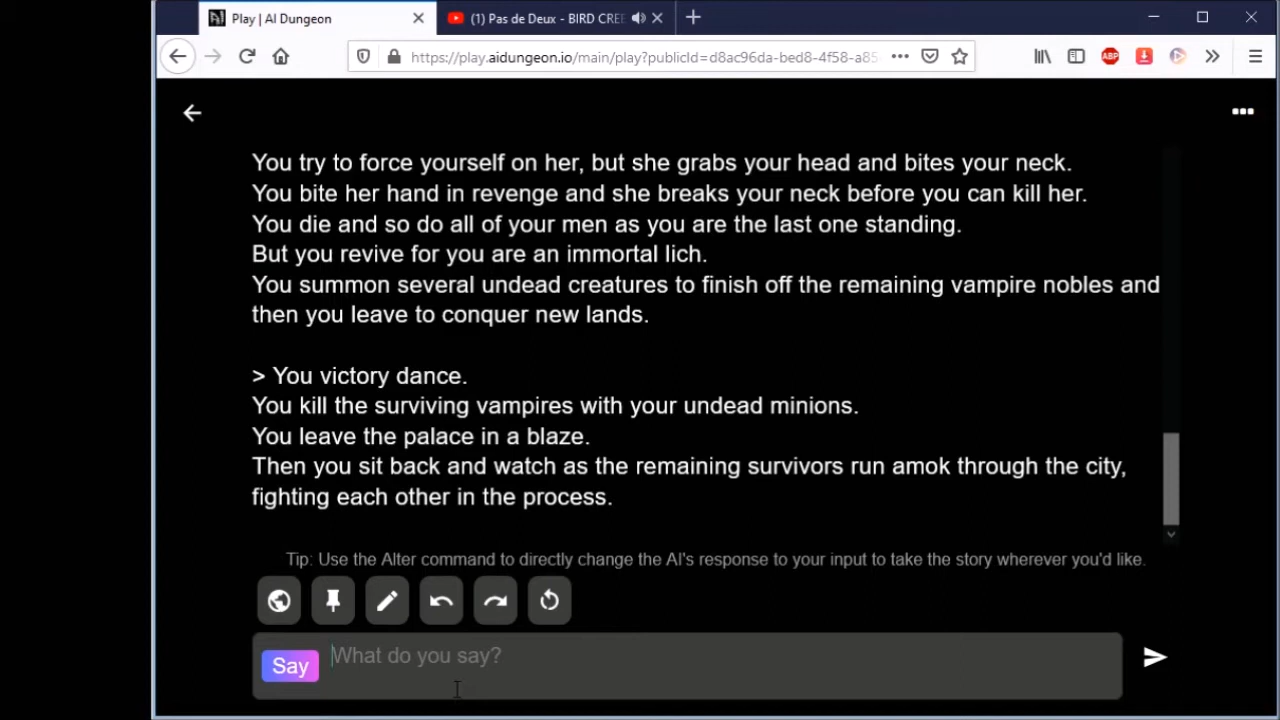 Play | AI Dungeon
(1) Pas de Deux - BIRD CREE
https://play.aidungeon.io/main/play?publicId=d8ac96da-bed8-4f58-a85
ABP
You try to force yourself on her, but she grabs your head and bites your neck.
You bite her hand in revenge and she breaks your neck before you can kill her.
You die and so do all of your men as you are the last one standing.
But you revive for you are an immortal lich.
You summon several undead creatures to finish off the remaining vampire nobles and
then you leave to conquer new lands.
> You victory dance.
You kill the surviving vampires with your undead minions.
You leave the palace in a blaze.
Then you sit back and watch as the remaining survivors run amok through the city,
fighting each other in the process.
Tip: Use the Alter command to directly change the AI's response to your input to take the story wherever you'd like.
Say What do you say?